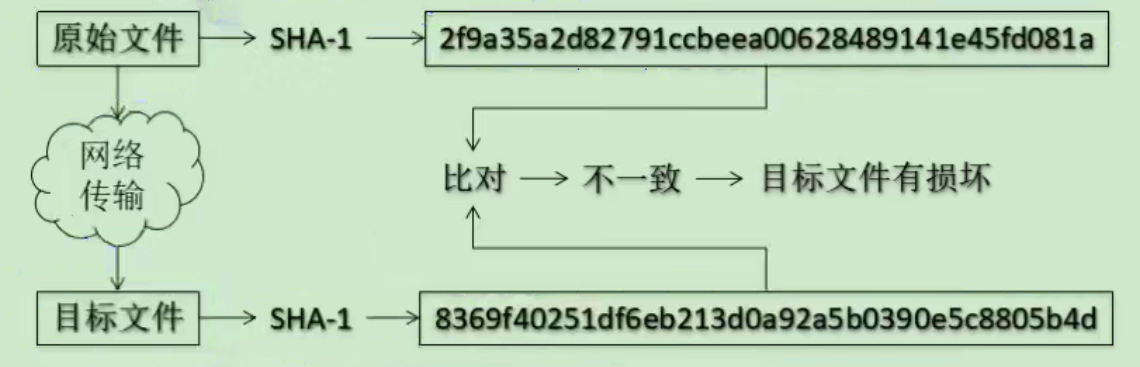 原始文件
SHA-1
2f9a35a2d82791ccbeea00628489141e45fd081a
网络
传输
比对
不一致
目标文件有损坏
目标文件
SHA-1
8369f40251df6eb213d0a92a5b0390e5c8805b4d